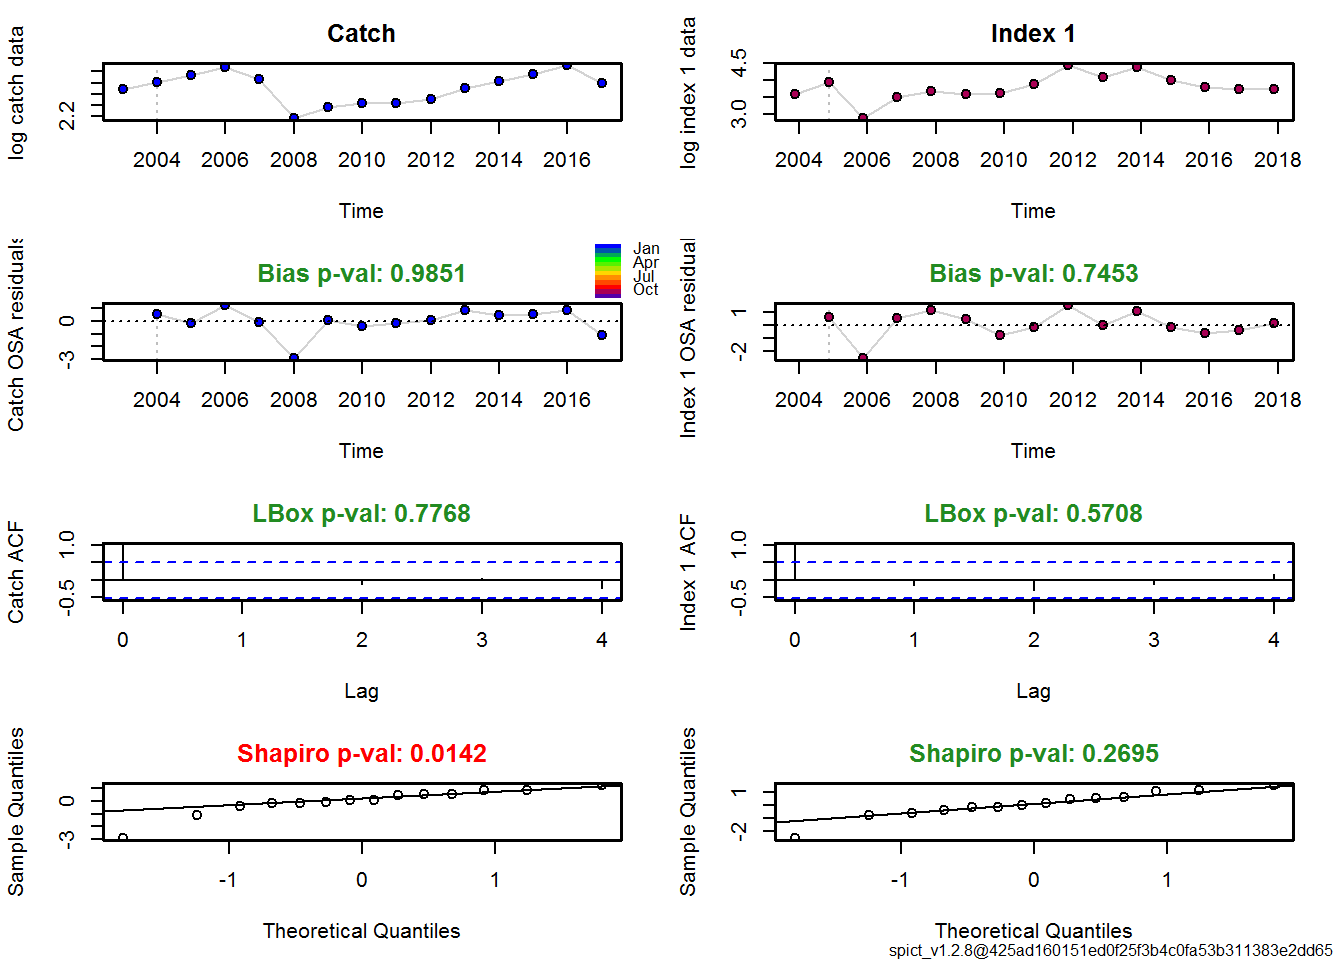 Catch
log catch data
2.2
2004 2006 2008 2010 2012 2014 2016
Time
Index 1
log index 1 data
4.5
3.0
2004 2006 2008 2010 2012 2014 2016 2018
Time
Bias p-val: 0.9851
Jan
Apr
Jul
Oct
Catch OSA residuals
0
-3
2004 2006 2008 2010 2012 2014 2016
Time
Bias p-val: 0.7453
Index 1 OSA residual
1
-2
2004 2006 2008 2010 2012 2014 2016 2018
Time
LBox p-val: 0.7768
Catch ACF
1.0
-0.5
0 1 2 3 4
Lag
LBox p-val: 0.5708
Index 1 ACF
1.0
-0.5
0 1 2 3 4
Lag
Shapiro p-val: 0.0142
Sample Quantiles
0
-3
-1 0 1
Theoretical Quantiles
Shapiro p-val: 0.2695
Sample Quantiles
1
-2
-1 0 1
Theoretical Quantiles
spict_v1.2.8@425ad160151ed0f25f3b4c0fa53b311383e2dd65